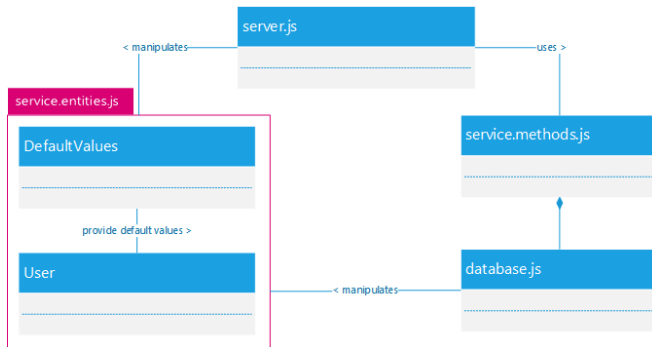 server.js
< manipulates
uses >
service.entities.js
DefaultValues
service.methods.js
provide default values >
User
database.js
< manipulates